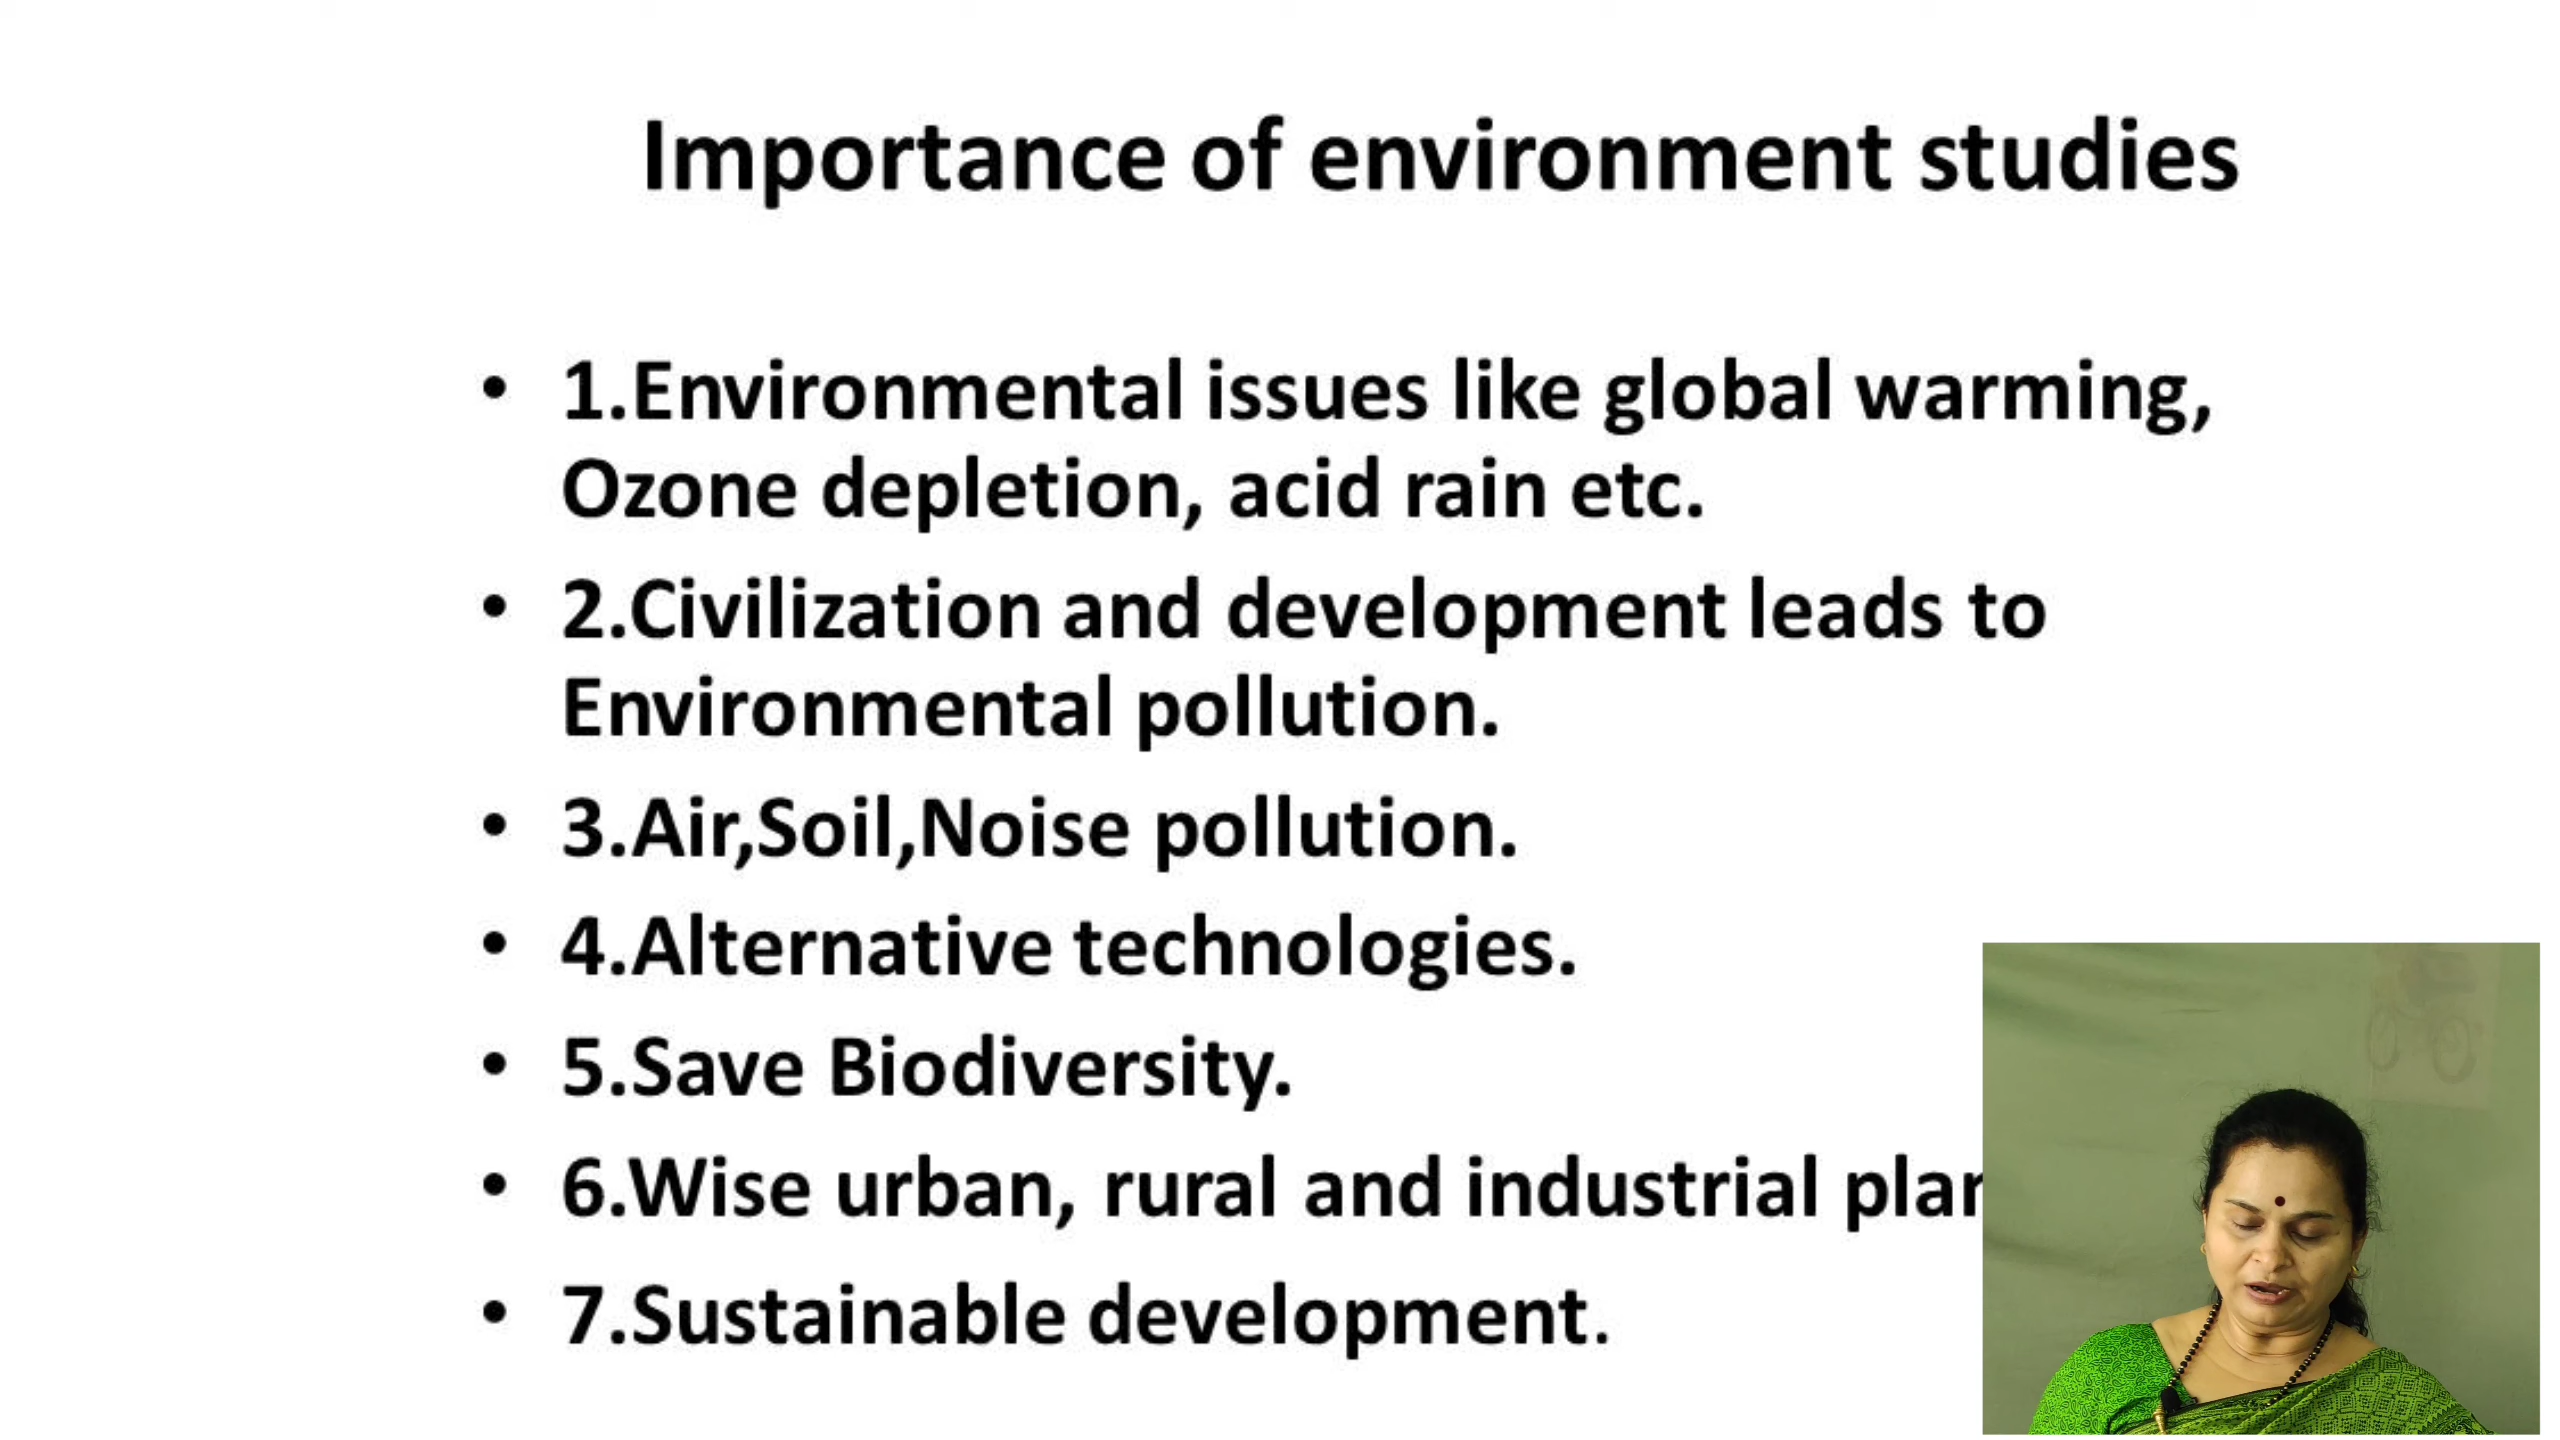 Importance of environment studies
• 1.Environmental issues like global warming,
Ozone depletion, acid rain etc.
• 2.Civilization and development leads to
Environmental pollution.
• 3.Air,Soil,Noise pollution.
• 4.Alternative technologies.
• 5.Save Biodiversity.
• 6.Wise urban, rural and industrial
• 7.Sustainable development.